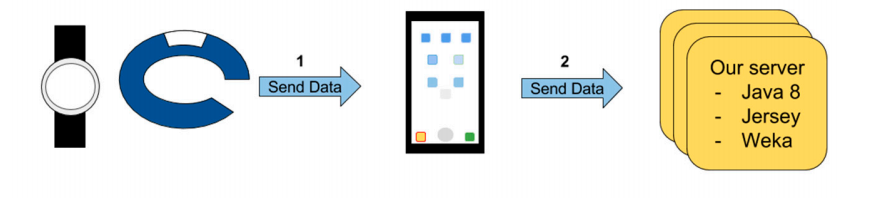 1
Send Data
2
Send Data
Our server
- Java 8
- Jersey
- Weka